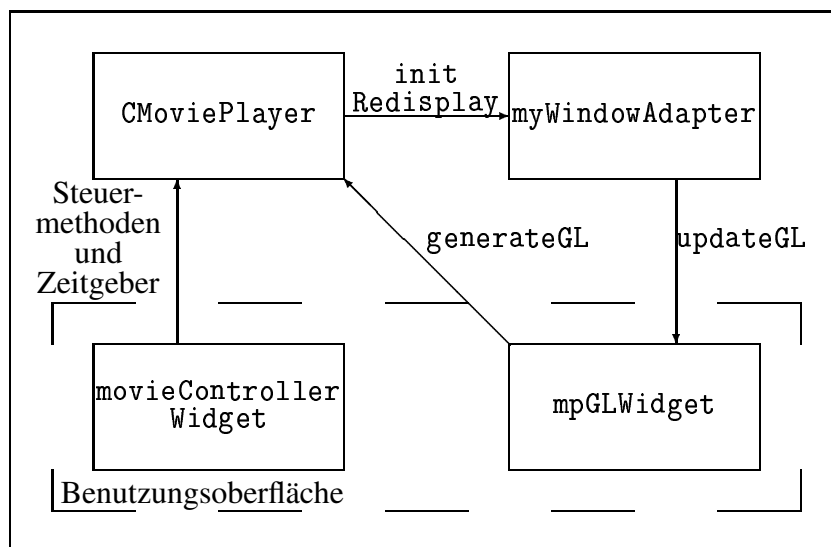 CMoviePlayer
init
Redisplay
myWindowAdapter
Steuer-
methoden
und
Zeitgeber
generateGL
updateGL
movieController
Widget
mpGLWidget
Benutzungsoberfläche